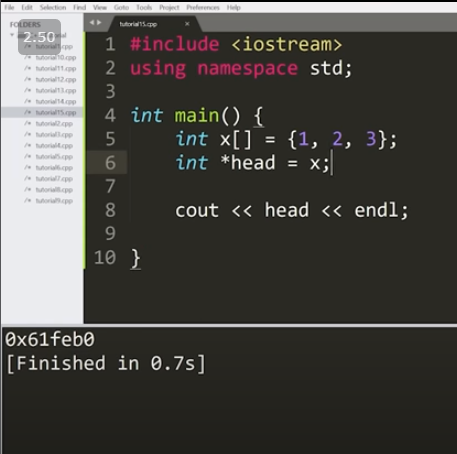 File Edit Selection Find View Goto Tools Project Preferences Help
FOLDERS
2:50
tutorial10.cpp
tutorial11.cpp
tutorial12.cpp
tutorial13.cpp
tutorial14.cpp
tutorial15.cpp
tutorial2.cpp
tutorial3.cpp
tutorial4.cpp
tutorial5.cpp
tutorial6.cpp
tutorial7.cpp
tutorial8.cpp
tutorial9.cpp
tutorial15.cpp ×
1 #include <iostream>
2 using namespace std;
3
4 int main() {
5 int x[] = {1, 2, 3};
6 int *head = x;
7
8 cout << head << endl;
9
10 }
0x61feb0
[Finished in 0.7s]